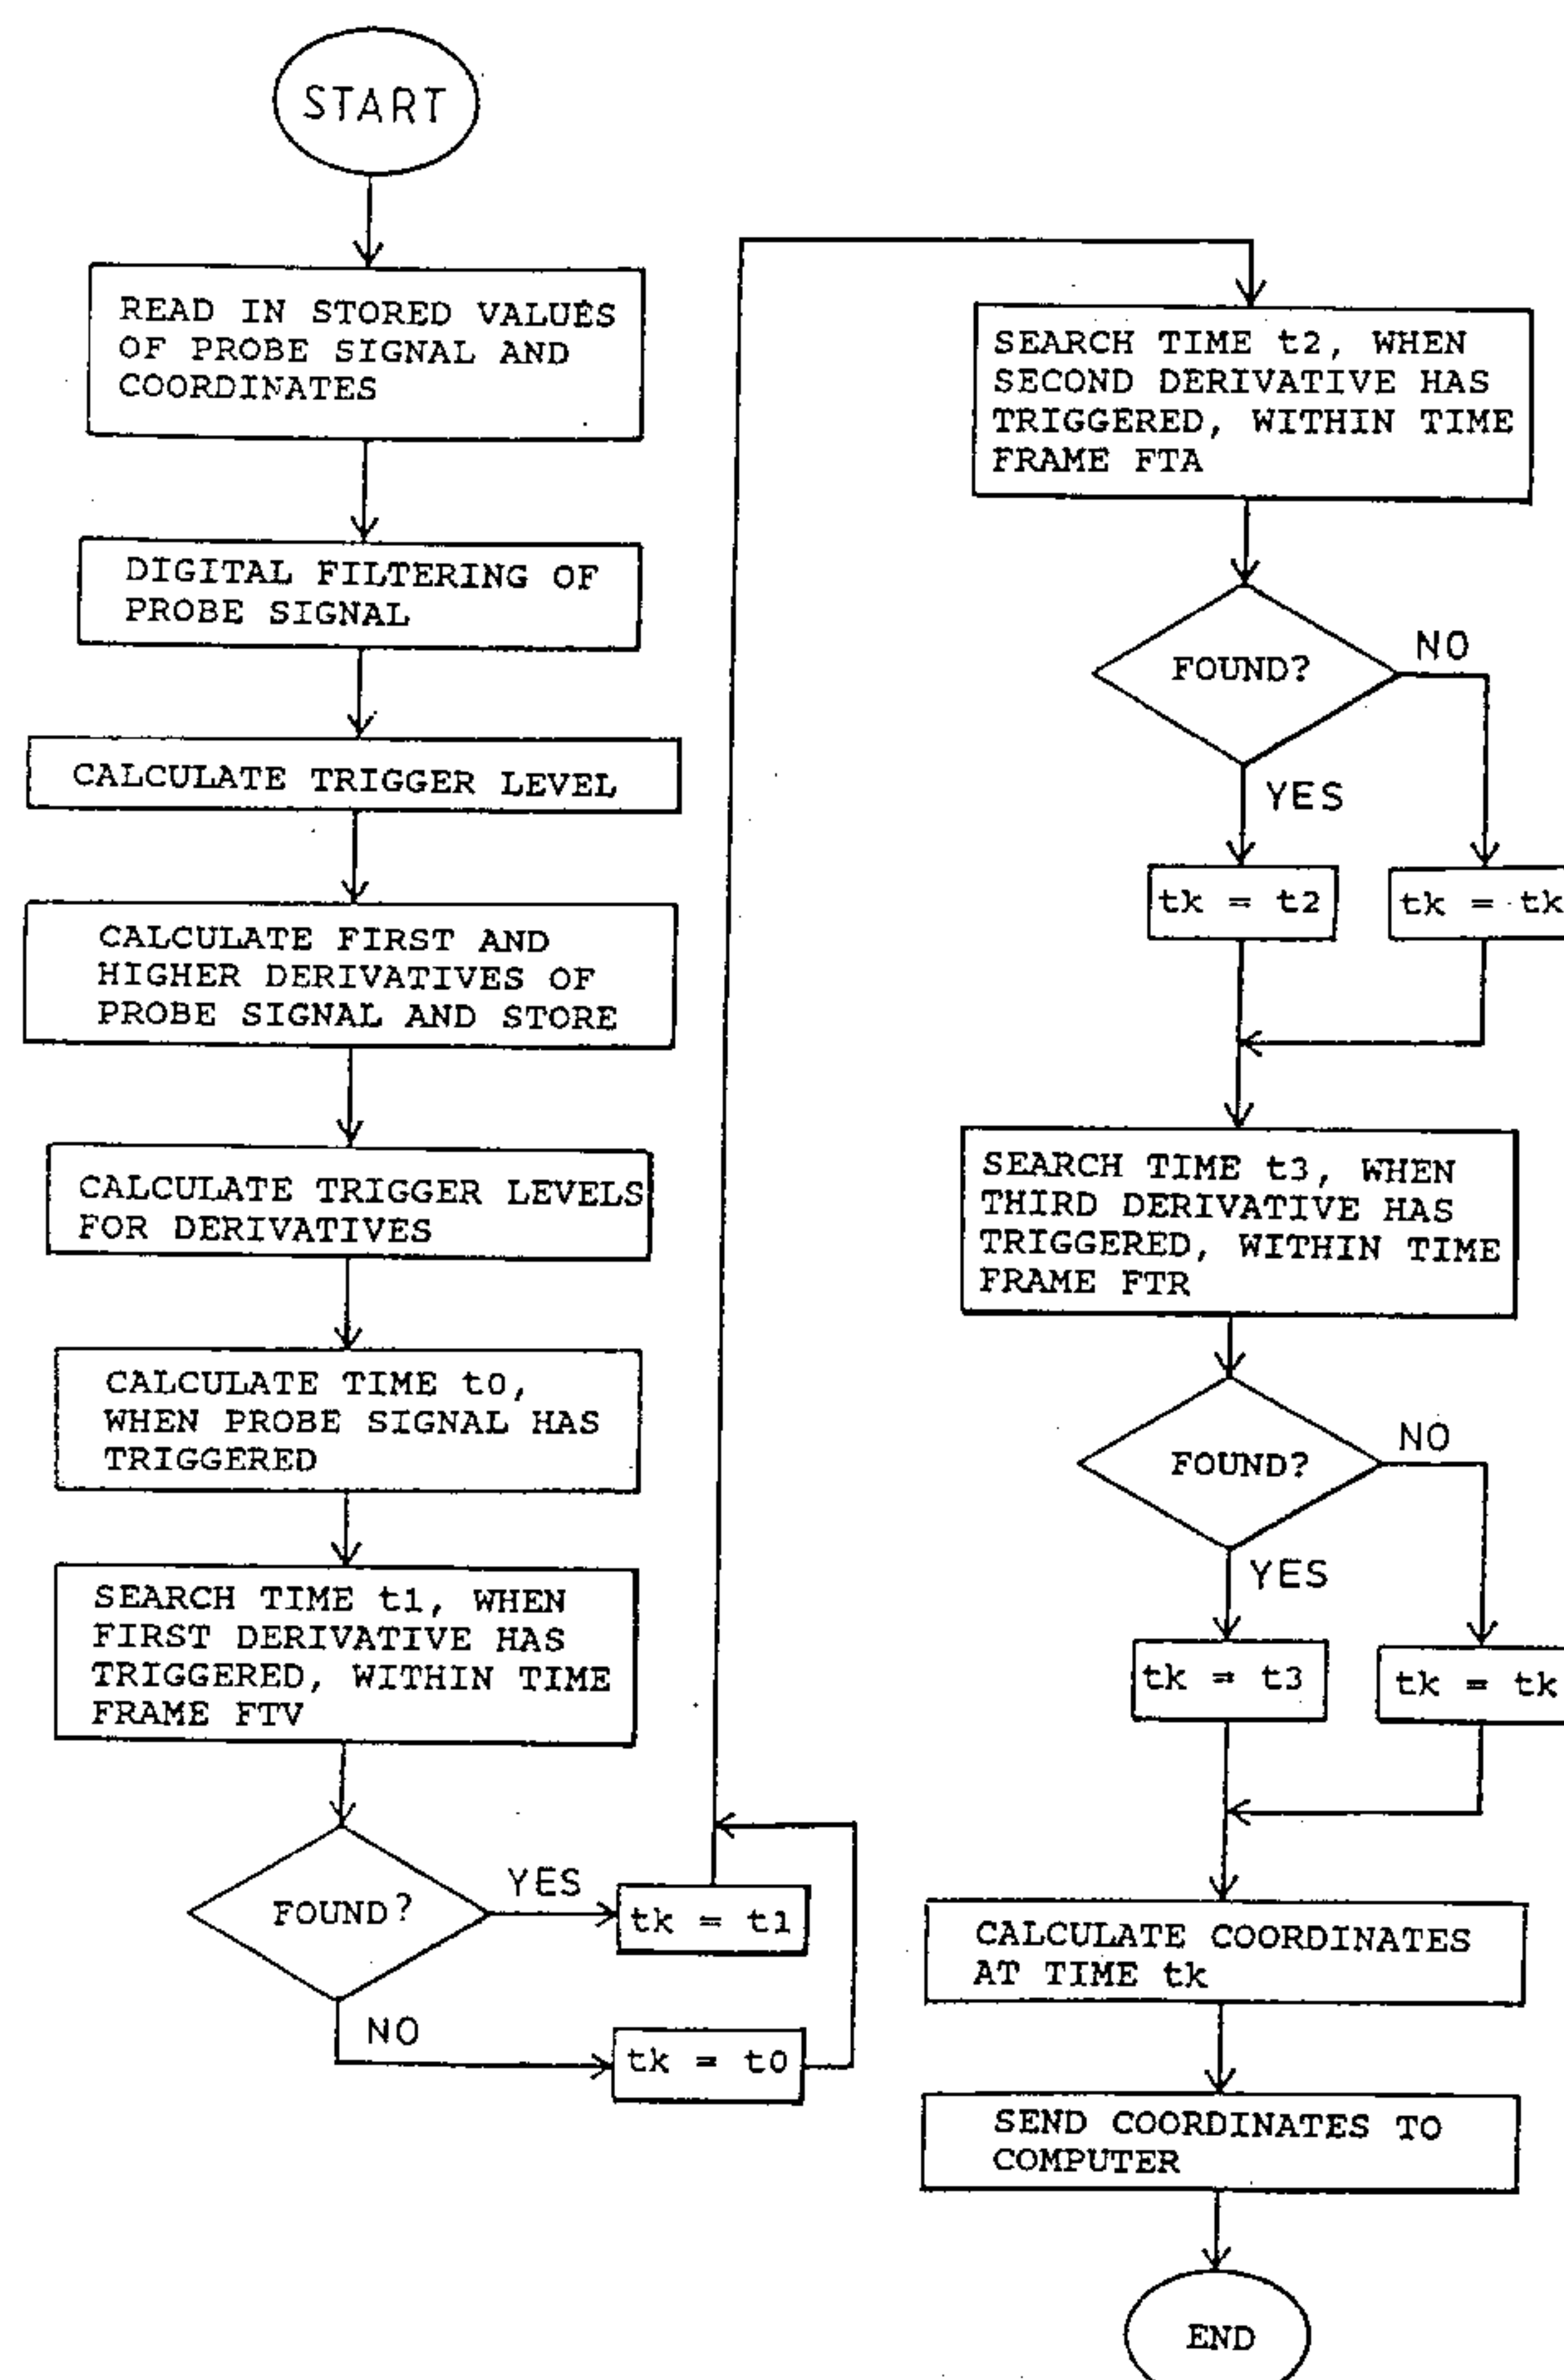 START
READ IN STORED VALUES
OF PROBE SIGNAL AND
COORDINATES
DIGITAL FILTERING OF
PROBE SIGNAL
CALCULATE TRIGGER LEVEL
CALCULATE FIRST AND
HIGHER DERIVATIVES OF
PROBE SIGNAL AND STORE
CALCULATE TRIGGER LEVELS
FOR DERIVATIVES
CALCULATE TIME t0,
WHEN PROBE SIGNAL HAS
TRIGGERED
SEARCH TIME t1, WHEN
FIRST DERIVATIVE HAS
TRIGGERED, WITHIN TIME
FRAME FTV
FOUND?
YES
tk = t1
NO
tk = t0
SEARCH TIME t2, WHEN
SECOND DERIVATIVE HAS
TRIGGERED, WITHIN TIME
FRAME FTA
FOUND?
NO
YES
tk = t2
tk = tk
SEARCH TIME t3, WHEN
THIRD DERIVATIVE HAS
TRIGGERED, WITHIN TIME
FRAME FTR
FOUND?
NO
YES
tk = t3
tk = tk
CALCULATE COORDINATES
AT TIME tk
SEND COORDINATES TO
COMPUTER
END